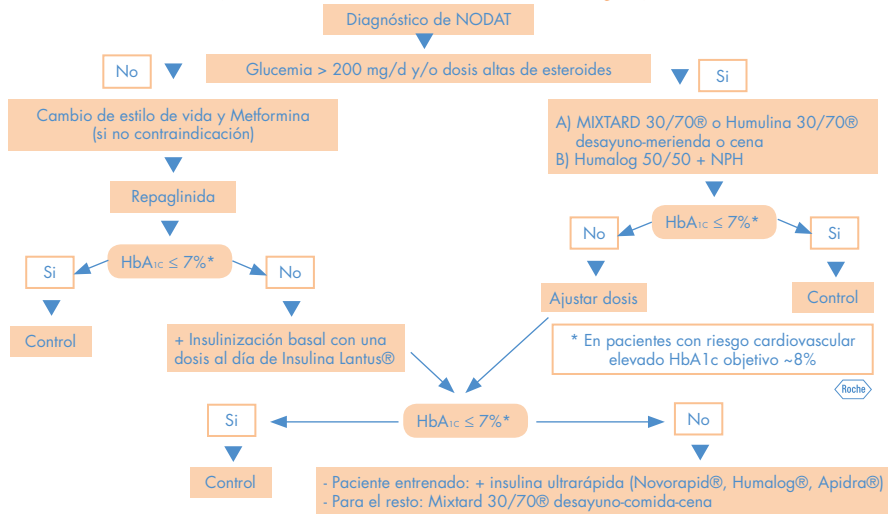 Diagnóstico de NODAT
No
Glucemia > 200 mg/d y/o dosis altas de esteroides
Si
Cambio de estilo de vida y Metformina
(si no contraindicación)
A) MIXTARD 30/70® o Humulina 30/70®
desayuno-merienda o cena
B) Humalog 50/50 + NPH
Repaglinida
HbA1C ≤ 7%*
No
Si
HbA1C ≤ 7%*
Si
No
Ajustar dosis
Control
Control
+ Insulinización basal con una
dosis al día de Insulina Lantus®
* En pacientes con riesgo cardiovascular
elevado HbA1c objetivo ~8%
Roche
Si
HbA1C ≤ 7%*
No
Control
- Paciente entrenado: + insulina ultrarápida (Novorapid®, Humalog®, Apidra®)
- Para el resto: Mixtard 30/70® desayuno-comida-cena